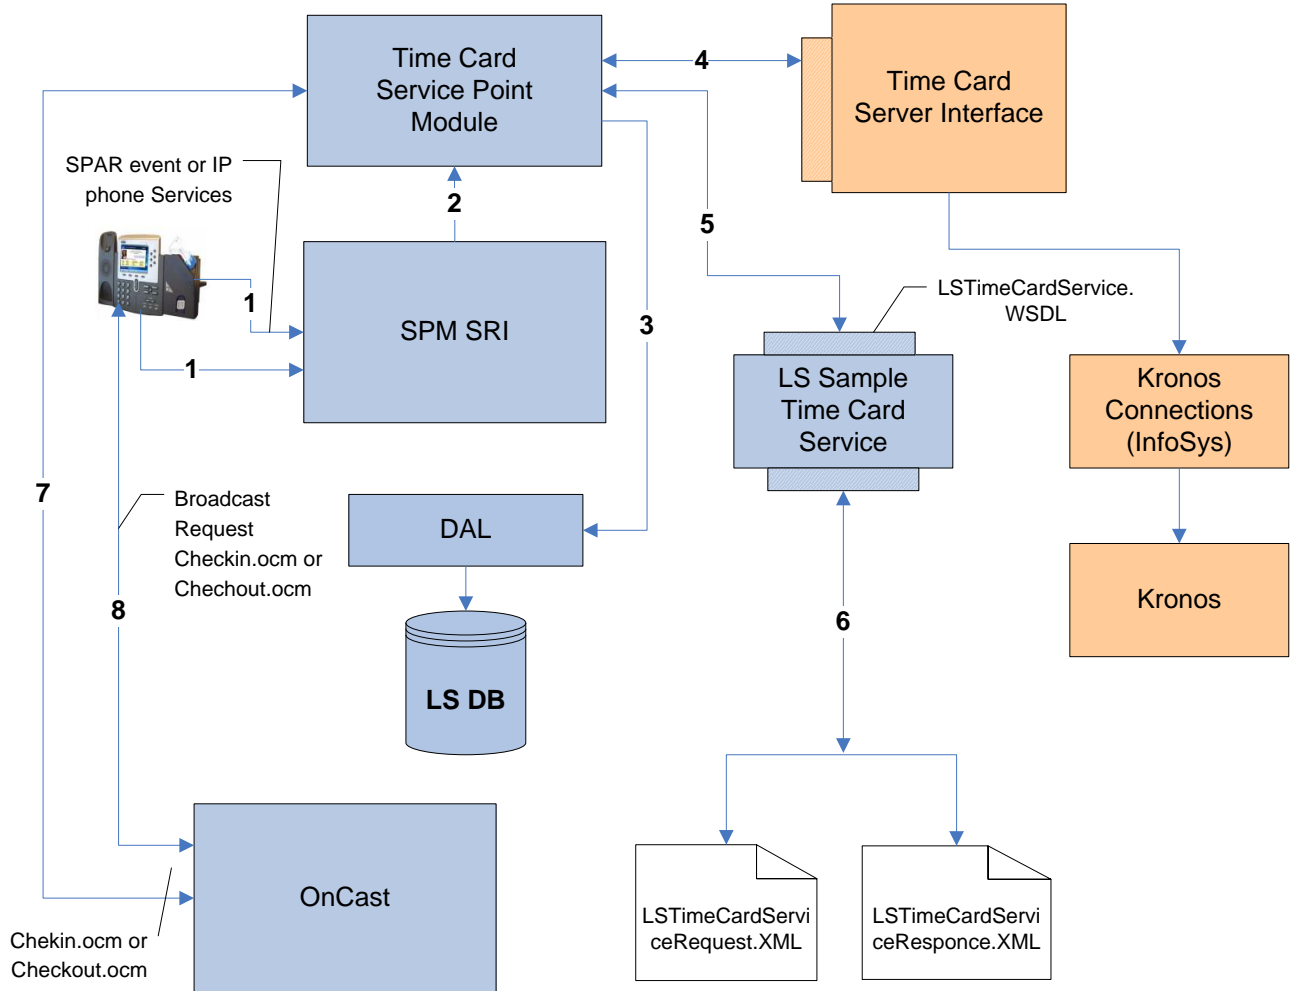 Time Card
Service Point
Module
4
Time Card
Server Interface
SPAR event or IP
phone Services
2
5
1
SPM SRI
3
LSTimeCardService.
WSDL
1
LS Sample
Time Card
Service
Kronos
Connections
(InfoSys)
7
Broadcast
Request
Checkin.ocm or
Chechout.ocm
DAL
8
Kronos
6
LS DB
OnCast
Chekin.ocm or
Checkout.ocm
LSTimeCardServi
ceRequest.XML
LSTimeCardServi
ceResponce.XML